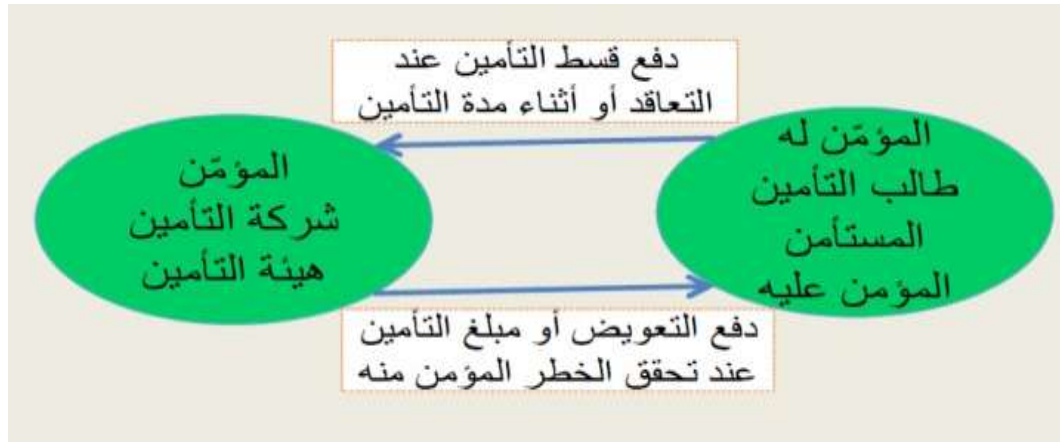 دفع قسط التأمين عند
التعاقد أو أثناء مدة التأمين
المؤمّن له
طالب التأمين
المستأمن
المؤمن عليه
المؤمّن
شركة التأمين
هيئة التأمين
دفع التعويض أو مبلغ التأمين
عند تحقق الخطر المؤمن منه